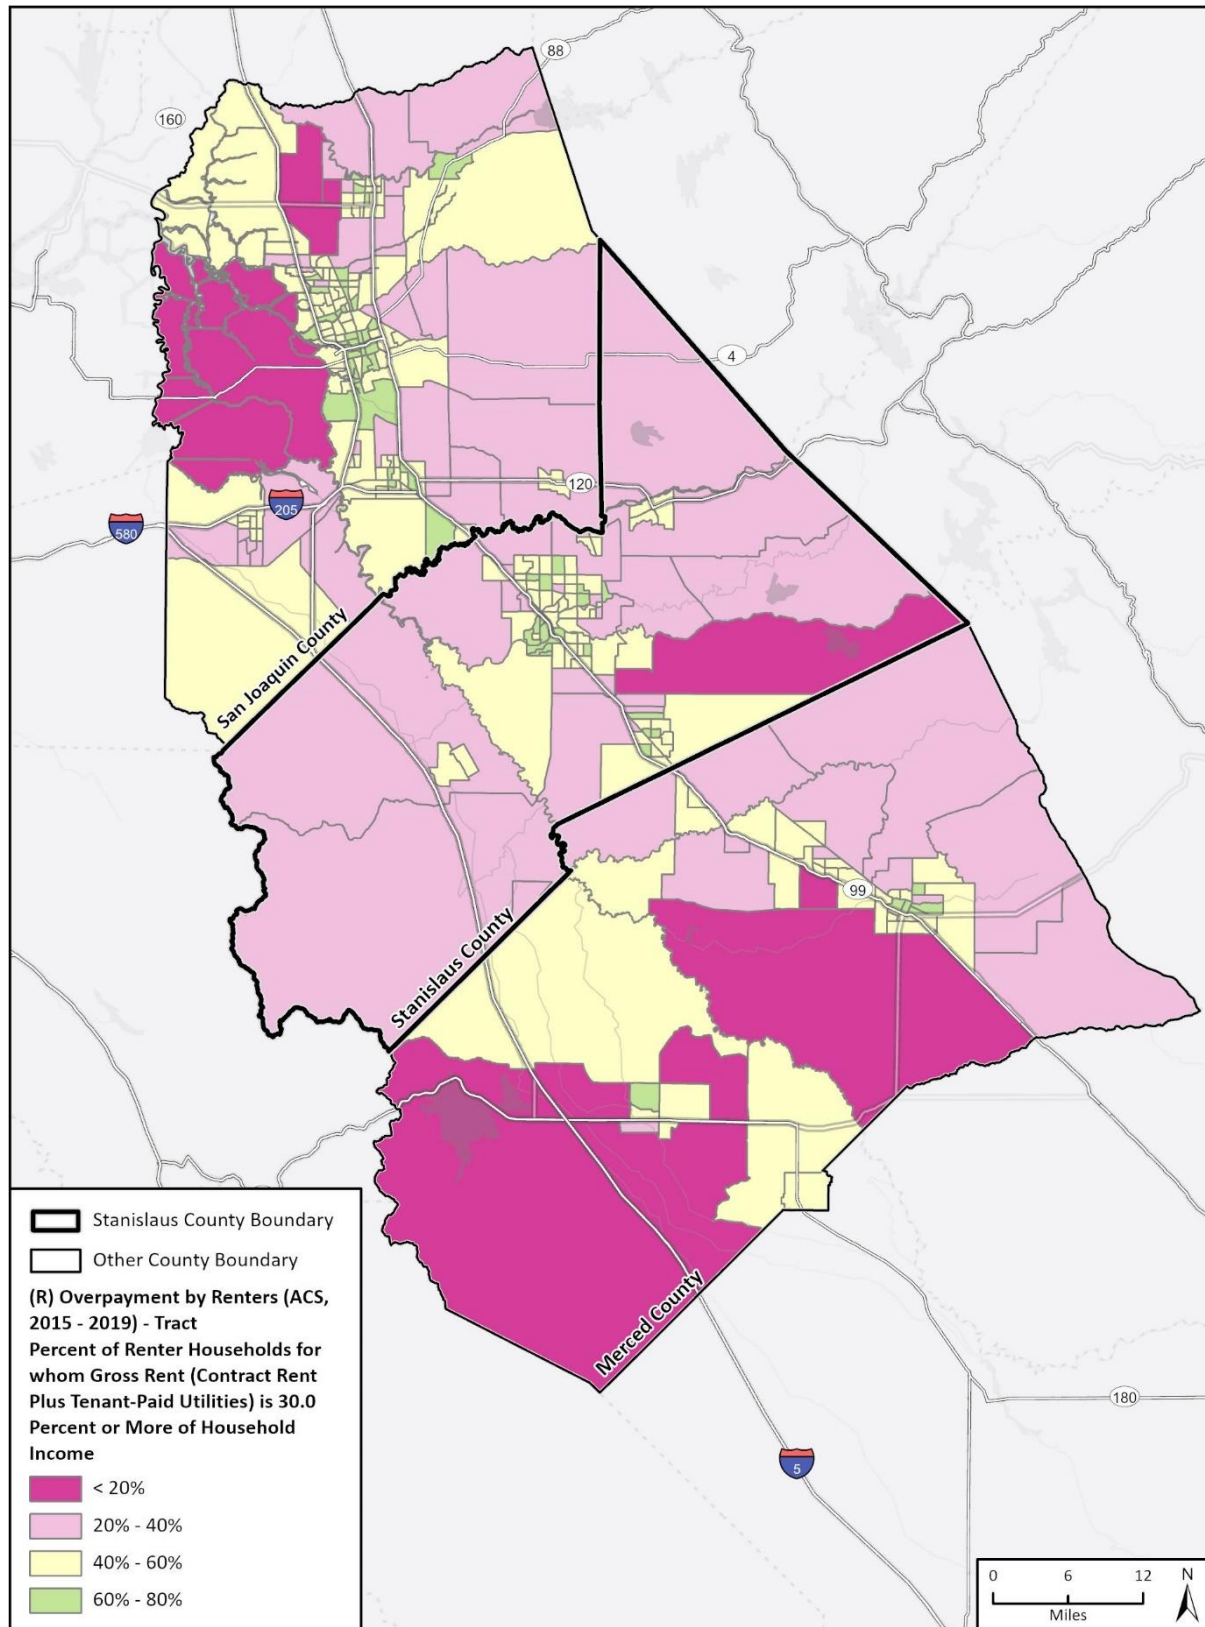 88
160
4
120
205
580
San Joaquin County
99
Stanislaus County
Merced County
180
5
Stanislaus County Boundary
Other County Boundary
(R) Overpayment by Renters (ACS,
2015 - 2019) - Tract
Percent of Renter Households for
whom Gross Rent (Contract Rent
Plus Tenant-Paid Utilities) is 30.0
Percent or More of Household
Income
< 20%
20% - 40%
40% - 60%
60% - 80%
0 6 12
Miles
N